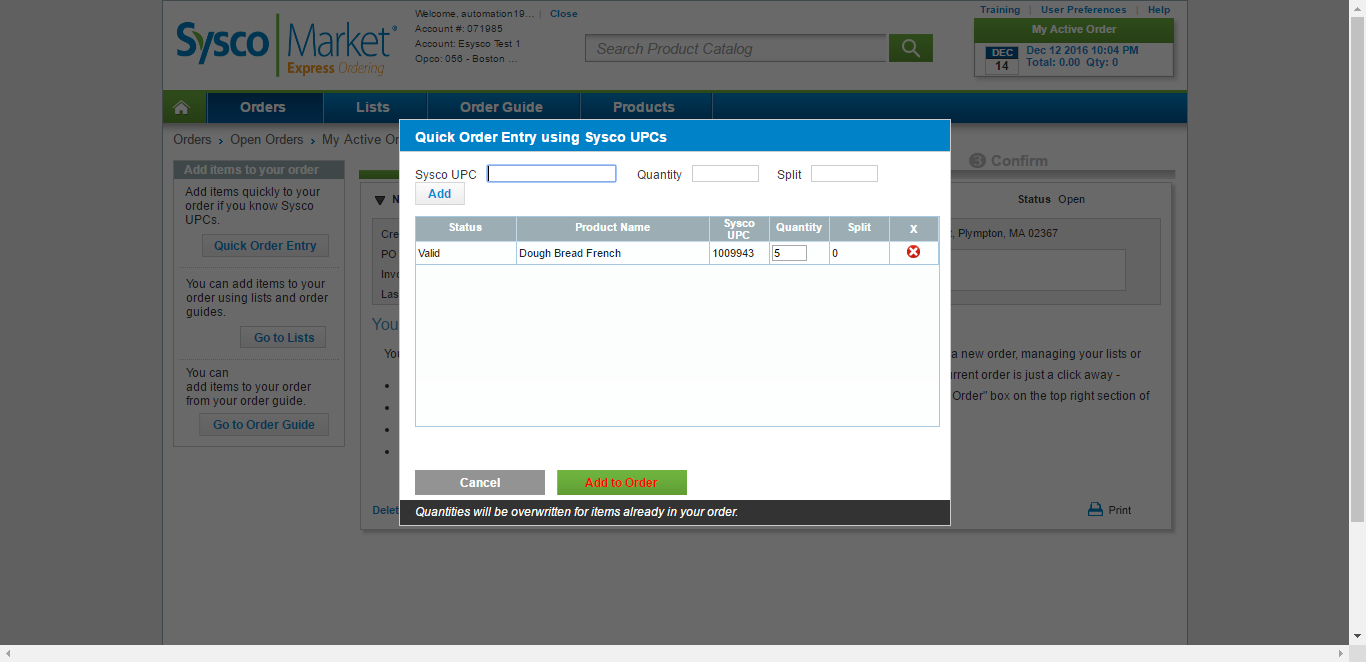 Welcome, automation19... | Close
Account #: 071985
Account: Esysco Test 1
Opco: 056 - Boston ...
Sysco Market Express Ordering
Search Product Catalog
Training | User Preferences | Help
My Active Order
DEC 14
Dec 12 2016 10:04 PM
Total: 0.00 Qty: 0
Orders Lists Order Guide Products
Orders › Open Orders › My Active Or
Add items to your order
Add items quickly to your
order if you know Sysco
UPCs.
Quick Order Entry
You can add items to your
order using lists and order
guides.
Go to Lists
You can
add items to your order
from your order guide.
Go to Order Guide
3 Confirm
Status Open
, Plympton, MA 02367
PO
You
a new order, managing your lists or
order is just a click away -
Order" box on the top right section of
Print
Quick Order Entry using Sysco UPCs
Sysco UPC Quantity Split
Add
Status Product Name Sysco UPC Quantity Split X
Valid Dough Bread French 1009943 5 0
Cancel Add to Order
Quantities will be overwritten for items already in your order.